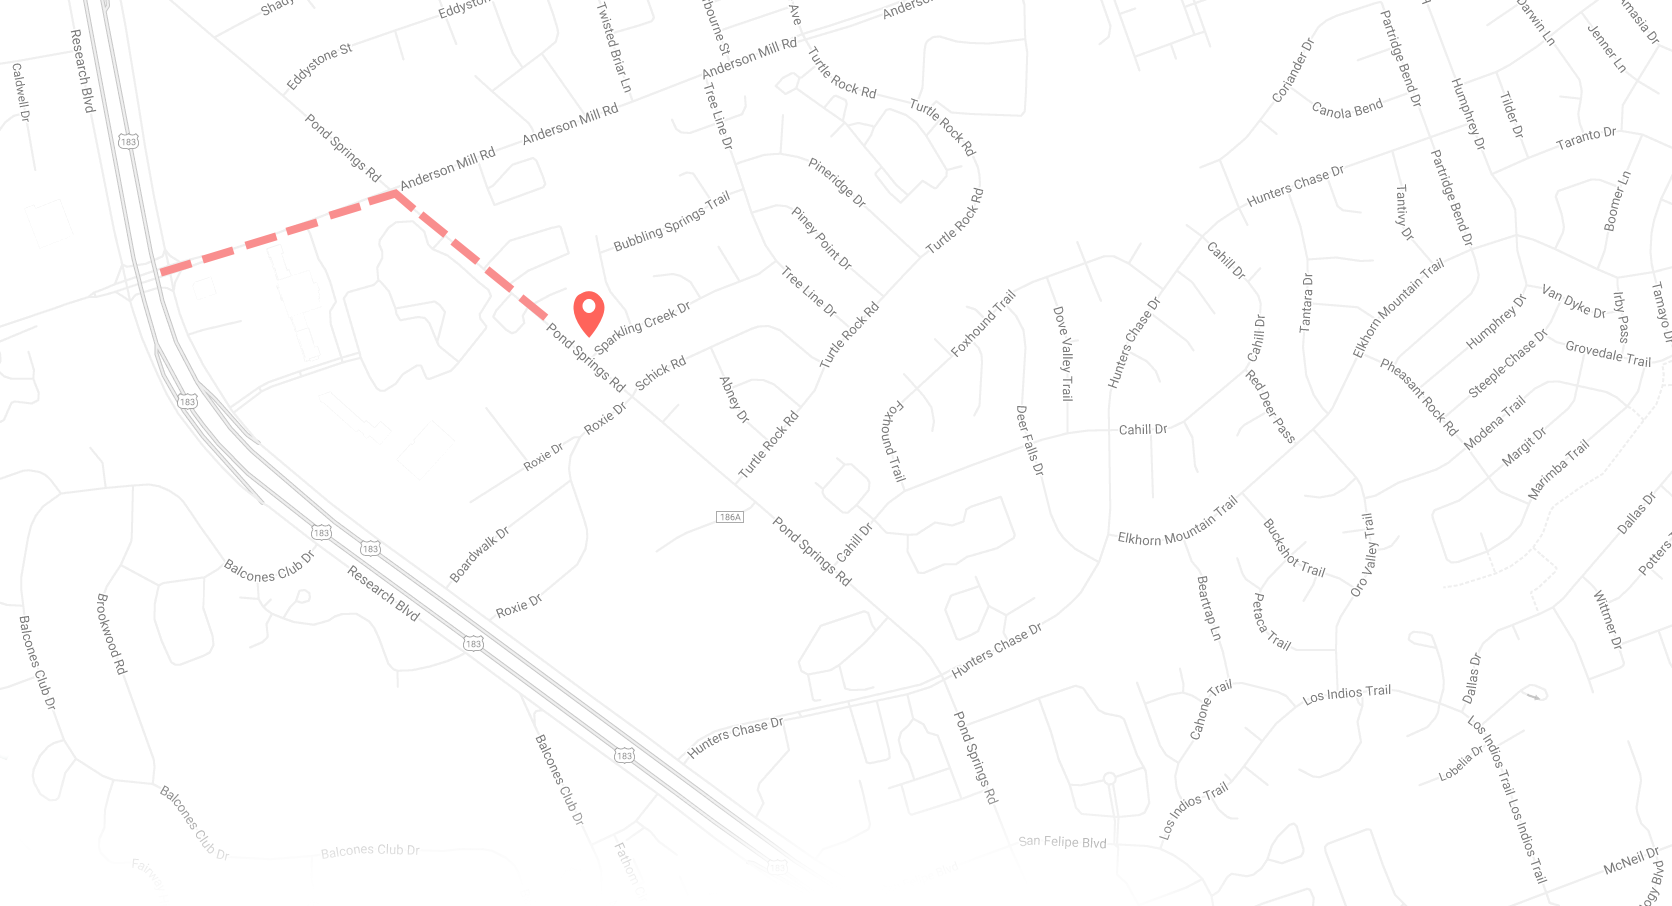 Eddystone St
Twisted Briar Ln
Ave
Anderson Mill Rd
Turtle Rock Rd
Turtle Rock Rd
Coriander Dr
Canola Bend
Partridge Bend Dr
Darwin Ln
Jenner Ln
Humphrey Dr
Tilder Dr
Taranto Dr
Research Blvd
Caldwell Dr
183
Pond Springs Rd
Anderson Mill Rd
Anderson Mill Rd
Tree Line Dr
Pineridge Dr
Hunters Chase Dr
Partridge Bend Dr
Tantivy Dr
Boomer Ln
Bubbling Springs Trail
Piney Point Dr
Turtle Rock Rd
Tree Line Dr
Cahill Dr
Elkhorn Mountain Trail
Tantara Dr
Van Dyke Dr
Irby Pass
Tamayo Dr
Humphrey Dr
Steeple-Chase Dr
Grovedale Trail
Sparkling Creek Dr
Pond Springs Rd
Schick Rd
Turtle Rock Rd
Foxhound Trail
Dove Valley Trail
Hunters Chase Dr
Cahill Dr
Red Deer Pass
Pheasant Rock Rd
Modena Trail
Margit Dr
Marimba Trail
183
Abney Dr
Roxie Dr
Roxie Dr
Turtle Rock Rd
Foxhound Trail
Deer Falls Dr
Cahill Dr
186A
183
183
Boardwalk Dr
Pond Springs Rd
Cahill Dr
Elkhorn Mountain Trail
Buckshot Trail
Oro Valley Trail
Dallas Dr
Balcones Club Dr
Research Blvd
Roxie Dr
Beartrap Ln
Petaca Trail
Wittmer Dr
Brookwood Rd
Balcones Club Dr
183
Hunters Chase Dr
Cahone Trail
Los Indios Trail
Dallas Dr
Hunters Chase Dr
Pond Springs Rd
Los Indios Trail
Lobelia Dr
Balcones Club Dr
183
Balcones Club Dr
Los Indios Trail
Los Indios Trail
San Felipe Blvd
Balcones Club Dr
McNeil Dr
183